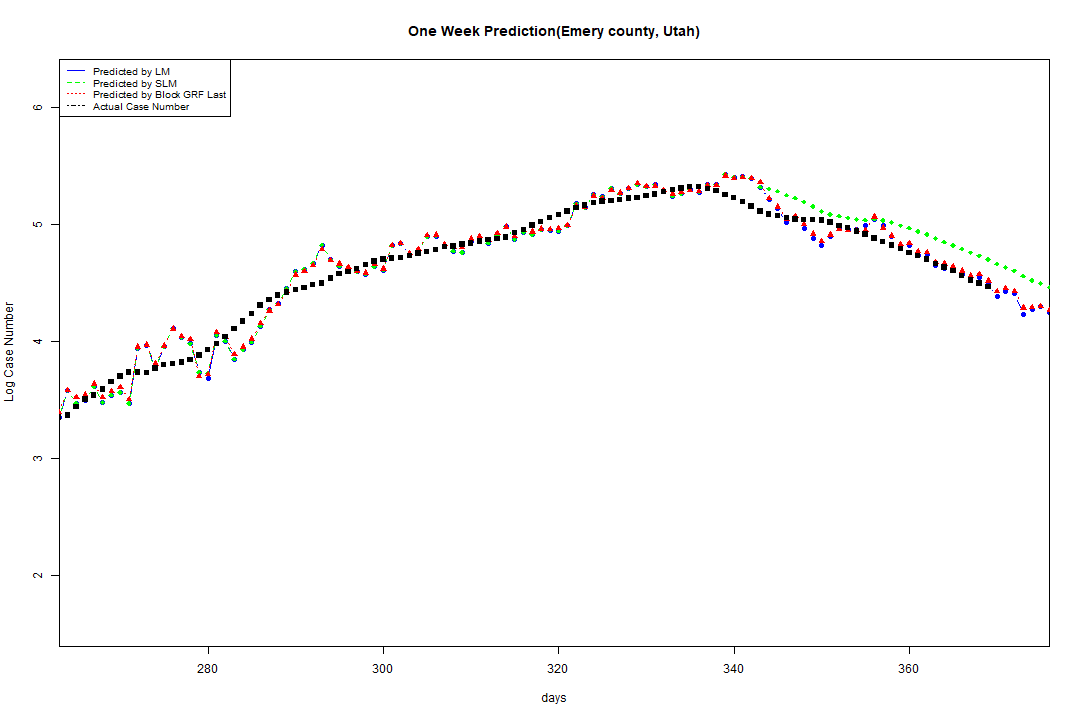 One Week Prediction(Emery county, Utah)
Predicted by LM
Predicted by SLM
Predicted by Block GRF Last
Actual Case Number
6
5
4
3
2
Log Case Number
280 300 320 340 360
days